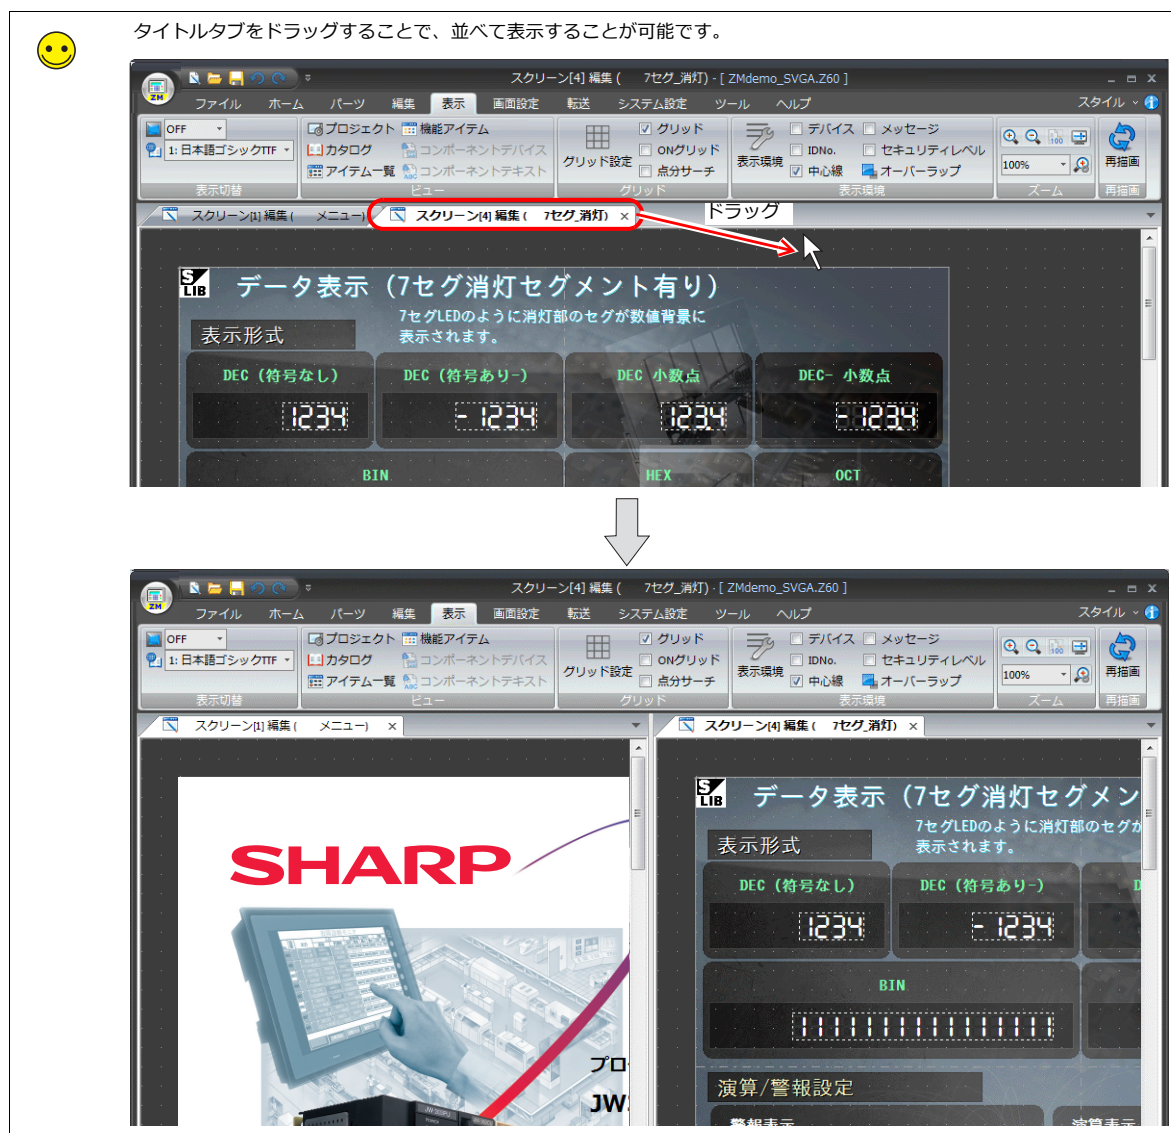 タイトルタブをドラッグすることで、並べて表示することが可能です。
スクリーン[4] 編集 ( 7セグ_消灯) - [ ZMdemo_SVGA.Z60 ]
ZM
ファイル ホーム パーツ 編集 表示 画面設定 転送 システム設定 ツール ヘルプ スタイル
OFF プロジェクト 機能アイテム グリッド デバイス メッセージ
1: 日本語ゴシックTTF カタログ コンポーネントデバイス グリッド設定 ONグリッド 表示環境 IDNo. セキュリティレベル 100 再描画
アイテム一覧 コンポーネントテキスト 点分サーチ 中心線 オーバーラップ 100%
表示切替 ビュー グリッド 表示環境 ズーム 再描画
スクリーン[1] 編集 ( メニュー) スクリーン[4] 編集 ( 7セグ_消灯) × ドラッグ
S LIB データ表示（7セグ消灯セグメント有り）
7セグLEDのように消灯部のセグが数値背景に
表示形式 表示されます。
DEC（符号なし） DEC（符号あり-） DEC 小数点 DEC- 小数点
1234 -1234 123.4 -123.4
BIN HEX OCT
スクリーン[4] 編集 ( 7セグ_消灯) - [ ZMdemo_SVGA.Z60 ]
ZM
ファイル ホーム パーツ 編集 表示 画面設定 転送 システム設定 ツール ヘルプ スタイル
OFF プロジェクト 機能アイテム グリッド デバイス メッセージ
1: 日本語ゴシックTTF カタログ コンポーネントデバイス グリッド設定 ONグリッド 表示環境 IDNo. セキュリティレベル 100 再描画
アイテム一覧 コンポーネントテキスト 点分サーチ 中心線 オーバーラップ 100%
表示切替 ビュー グリッド 表示環境 ズーム 再描画
スクリーン[1] 編集 ( メニュー) × スクリーン[4] 編集 ( 7セグ_消灯) ×
SHARP
プロ
JW
S LIB データ表示（7セグ消灯セグメン
7セグLEDのように消灯部のセグが
表示形式 表示されます。
DEC（符号なし） DEC（符号あり-） D
1234 -1234
BIN
1111111111111111
演算/警報設定
警報表示 演算表示